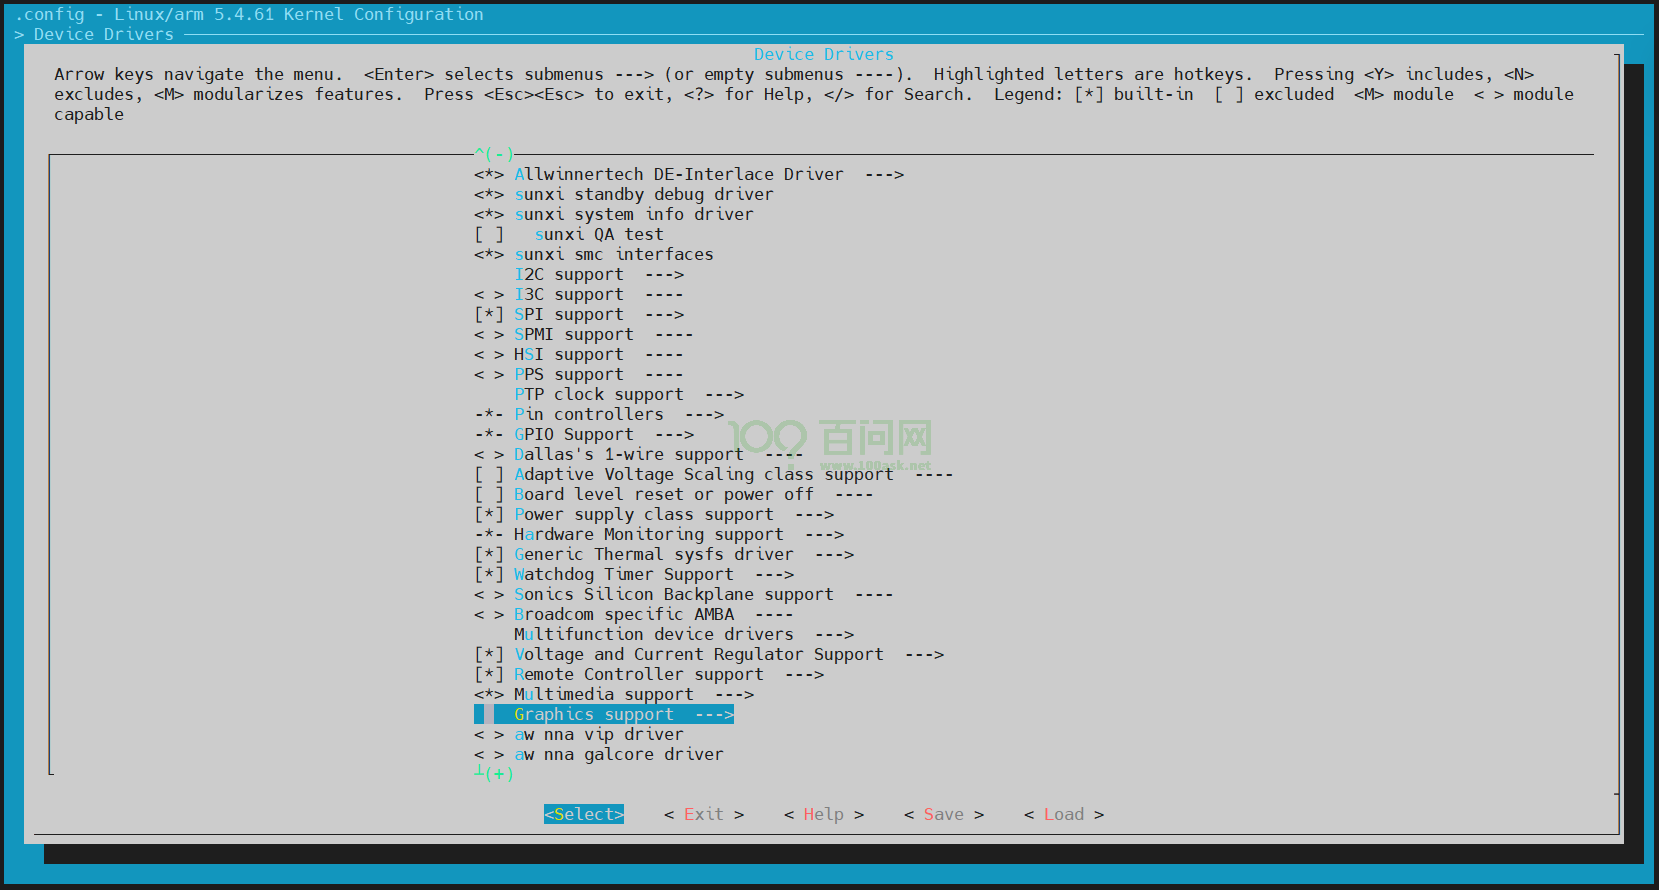 .config - Linux/arm 5.4.61 Kernel Configuration
> Device Drivers
Device Drivers
Arrow keys navigate the menu.  <Enter> selects submenus ---> (or empty submenus ----).  Highlighted letters are hotkeys.  Pressing <Y> includes, <N>
excludes, <M> modularizes features.  Press <Esc><Esc> to exit, <?> for Help, </> for Search.  Legend: [*] built-in  [ ] excluded  <M> module  < > module
capable
^(-)
<*> Allwinnertech DE-Interlace Driver  --->
<*> sunxi standby debug driver
<*> sunxi system info driver
[ ]   sunxi QA test
<*> sunxi smc interfaces
I2C support  --->
< > I3C support  ----
[*] SPI support  --->
< > SPMI support  ----
< > HSI support  ----
< > PPS support  ----
PTP clock support  --->
-*- Pin controllers  --->
-*- GPIO Support  --->
< > Dallas's 1-wire support  ----
[ ] Adaptive Voltage Scaling class support  ----
[ ] Board level reset or power off  ----
[*] Power supply class support  --->
-*- Hardware Monitoring support  --->
[*] Generic Thermal sysfs driver  --->
[*] Watchdog Timer Support  --->
< > Sonics Silicon Backplane support  ----
< > Broadcom specific AMBA  ----
Multifunction device drivers  --->
[*] Voltage and Current Regulator Support  --->
[*] Remote Controller support  --->
<*> Multimedia support  --->
Graphics support  --->
< > aw nna vip driver
< > aw nna galcore driver
┴(+)
<Select>    < Exit >    < Help >    < Save >    < Load >
100 百问网
www.100ask.net